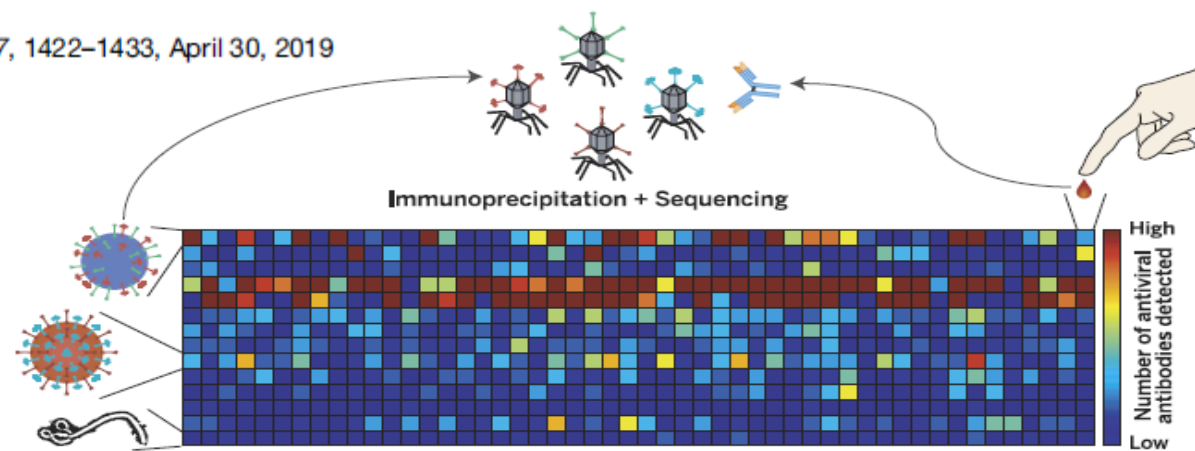 7, 1422–1433, April 30, 2019
Immunoprecipitation + Sequencing
High
Number of antiviral
antibodies detected
Low